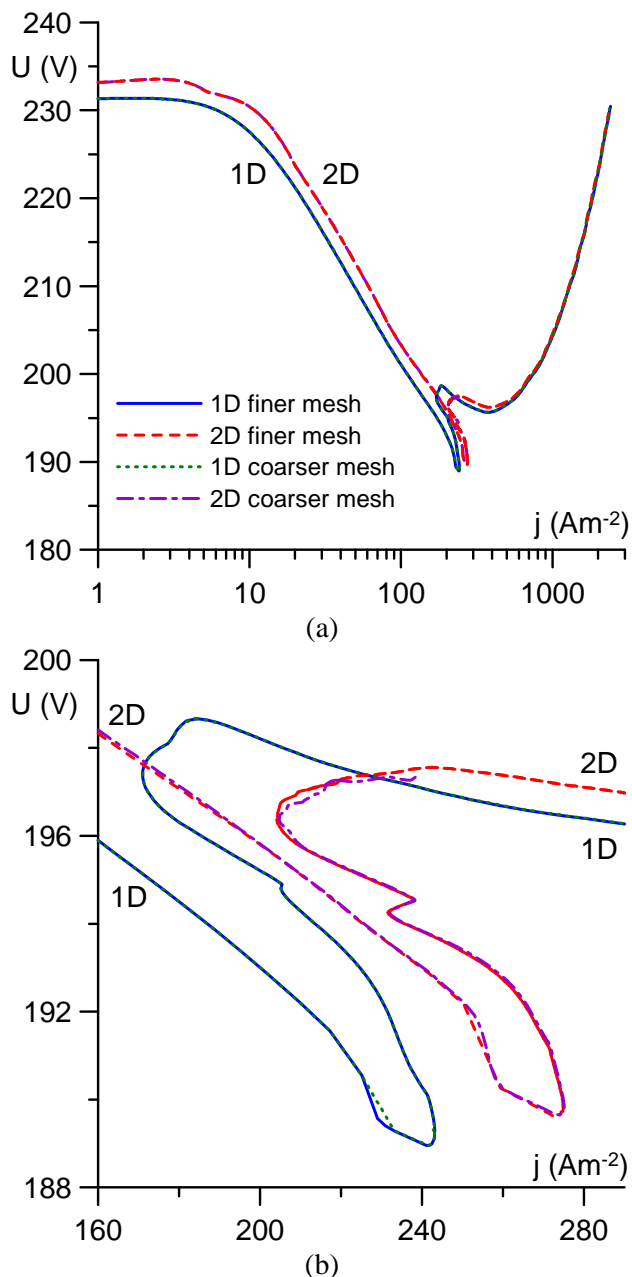 240
U (V)
230
220
210
200
190
180
1D
2D
1D finer mesh
2D finer mesh
1D coarser mesh
2D coarser mesh
j (Am-2)
1 10 100 1000
(a)
200
U (V)
196
192
188
2D
2D
1D
1D
j (Am-2)
160 200 240 280
(b)